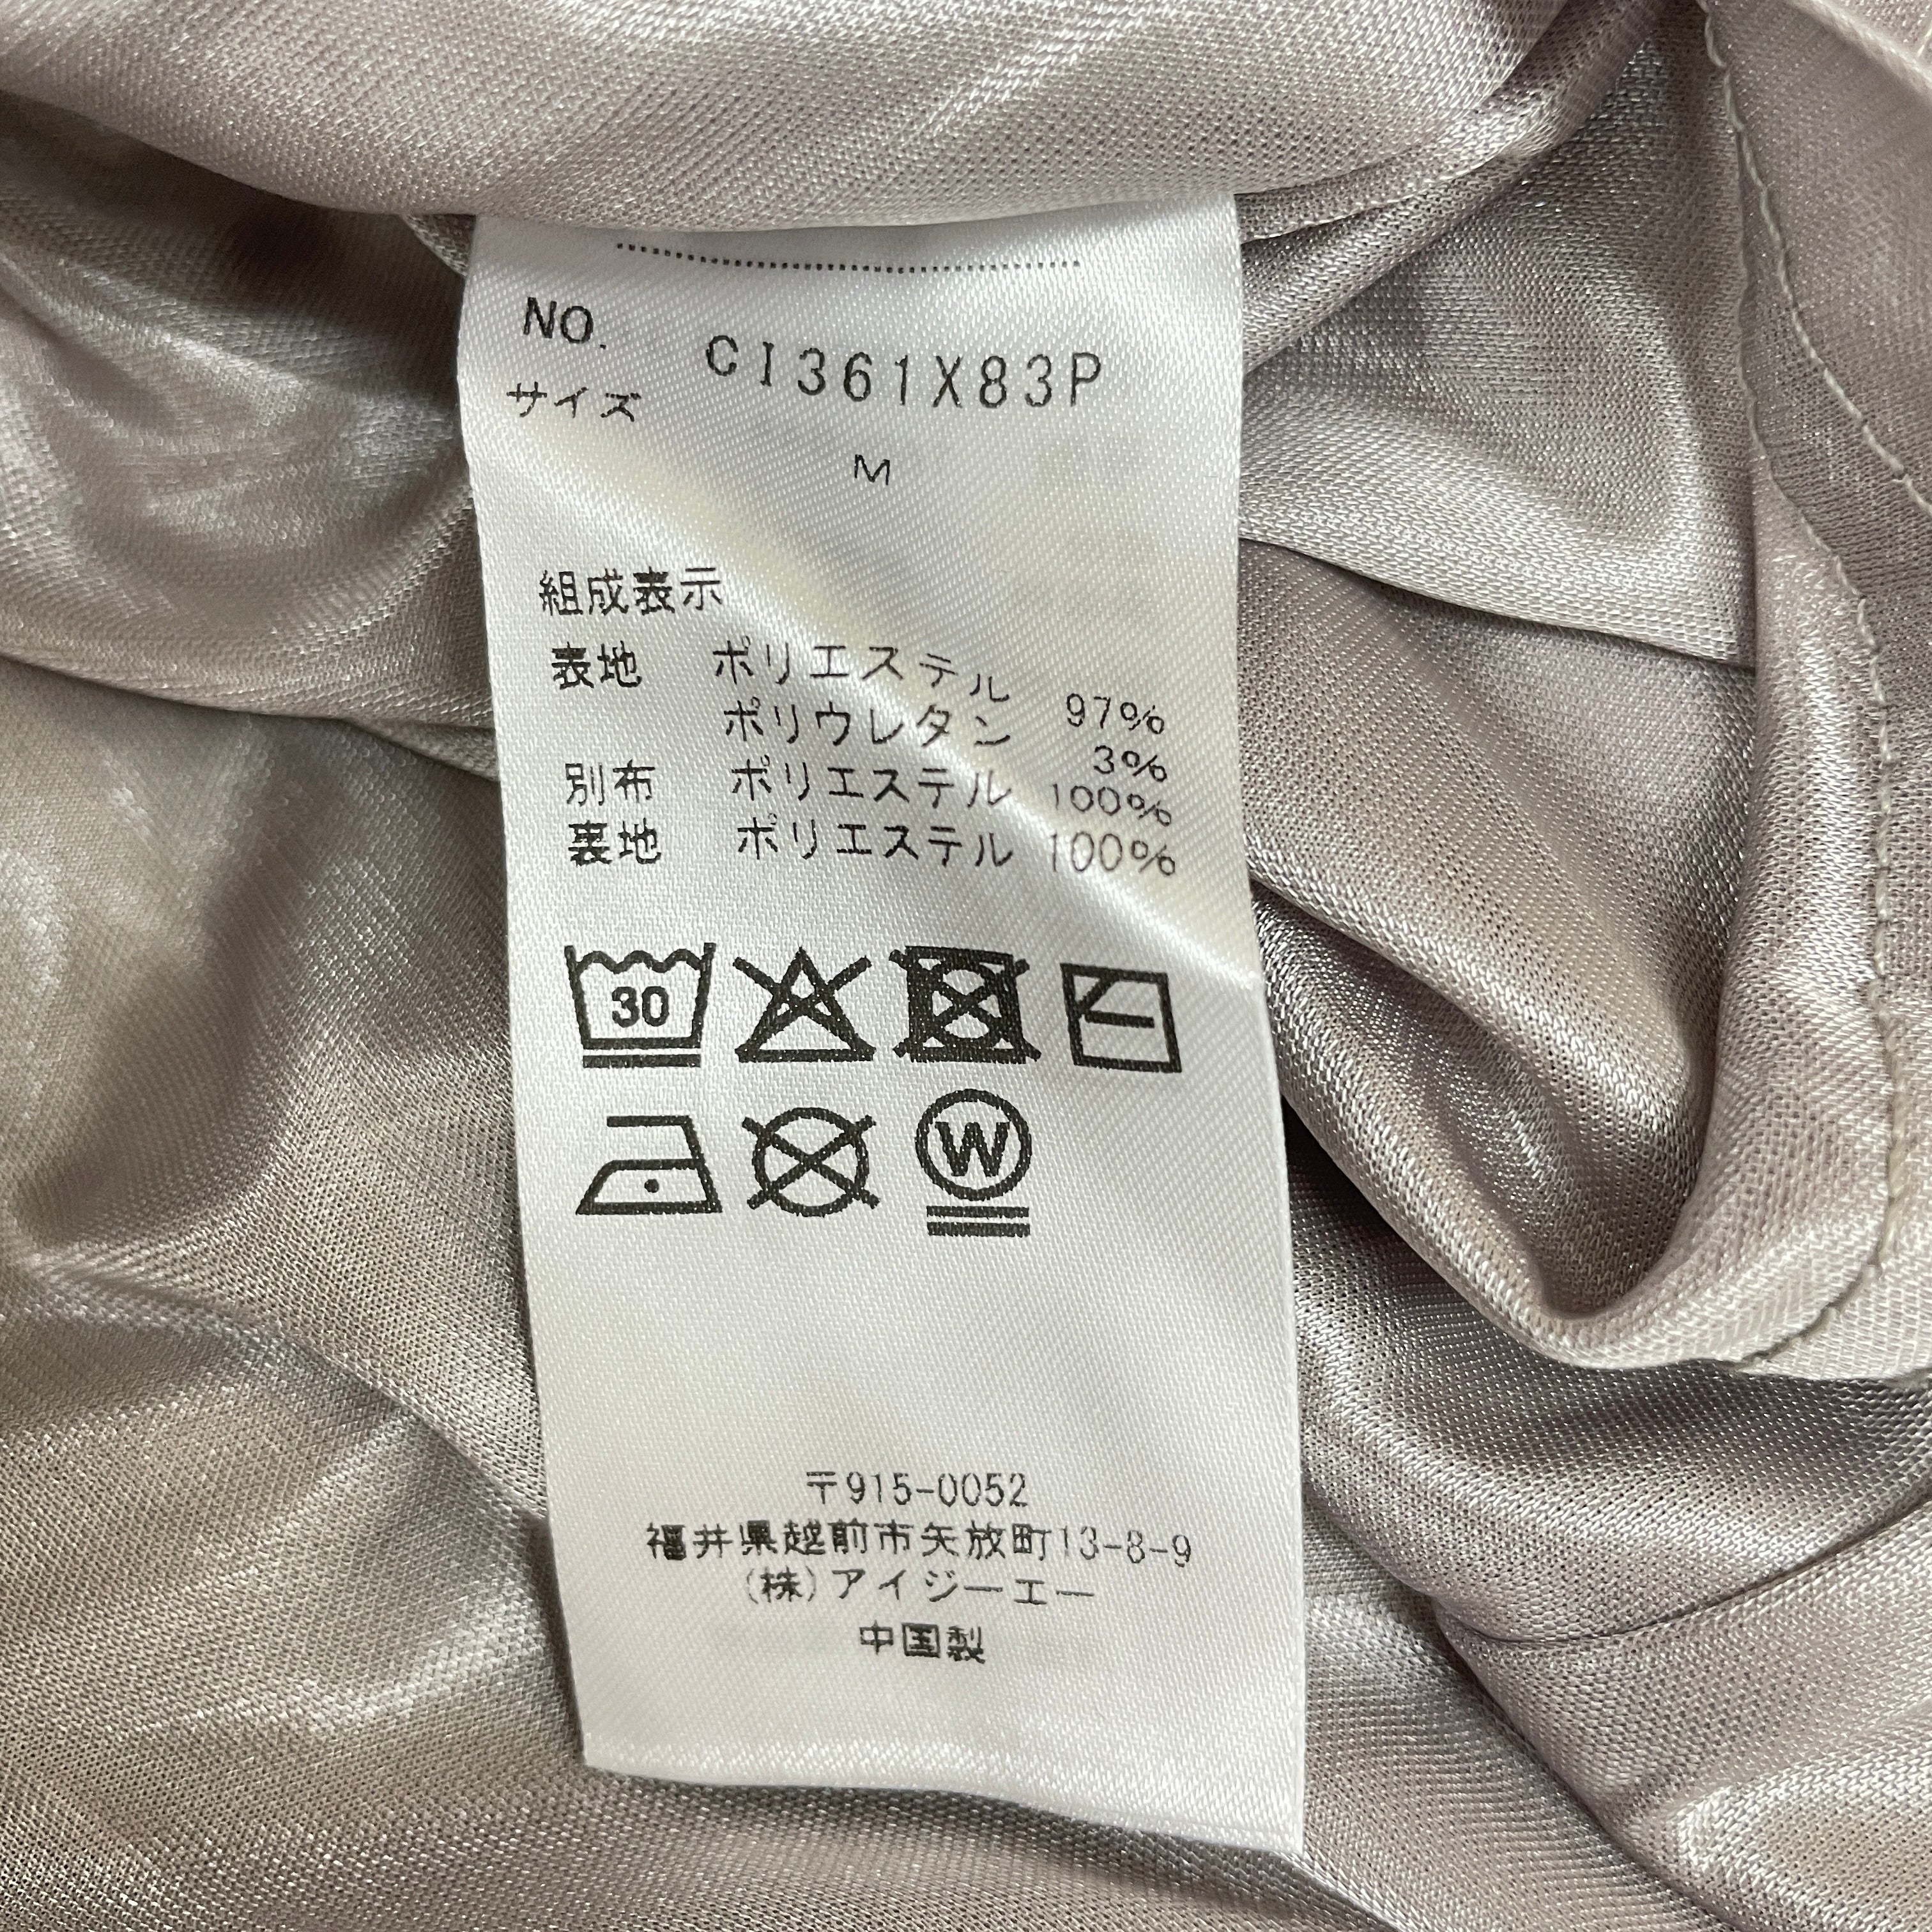 NO. CI361X83P
サイズ
M
組成表示
表地 ポリエステル 97%
ポリウレタン 3%
別布 ポリエステル 100%
裏地 ポリエステル 100%
30
W
〒915-0052
福井県越前市矢放町13-8-9
(株)アイジーエー
中国製